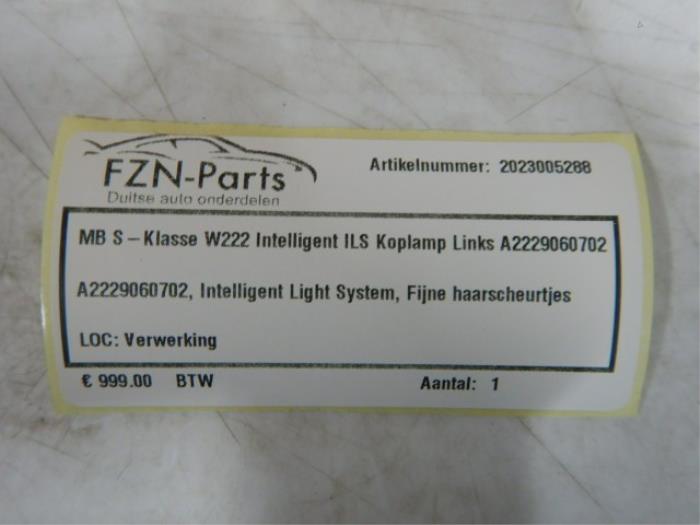 FZN-Parts
Duitse auto onderdelen
Artikelnummer: 2023005288
MB S - Klasse W222 Intelligent ILS Koplamp Links A2229060702
A2229060702, Intelligent Light System, Fijne haarscheurtjes
LOC: Verwerking
€ 999.00 BTW
Aantal: 1